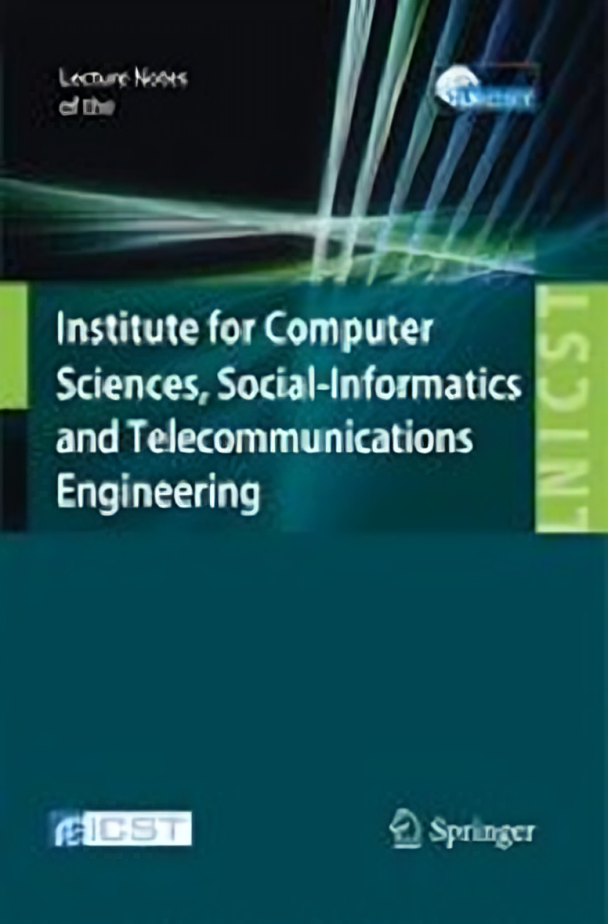 Lecture Notes
of the
Institute for Computer
Sciences, Social-Informatics
and Telecommunications
Engineering
LNICST
ICST
Springer